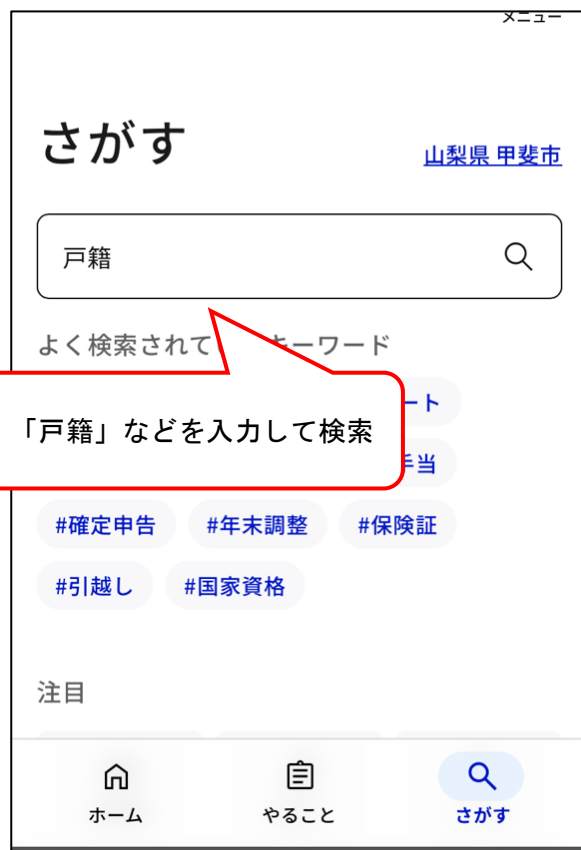 メニュー
さがす
山梨県 甲斐市
戸籍
よく検索されて キーワード
「戸籍」などを入力して検索
ート
手当
#確定申告 #年末調整 #保険証
#引越し #国家資格
注目
ホーム やること さがす